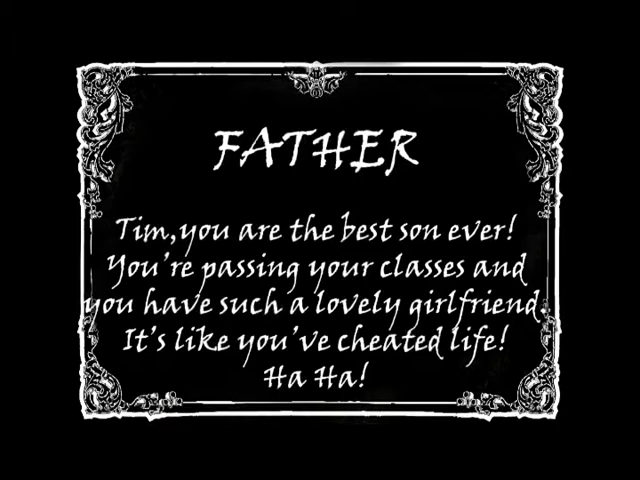 FATHER
Tim,you are the best son ever!
You're passing your classes and
you have such a lovely girlfriend.
It's like you've cheated life!
Ha Ha!